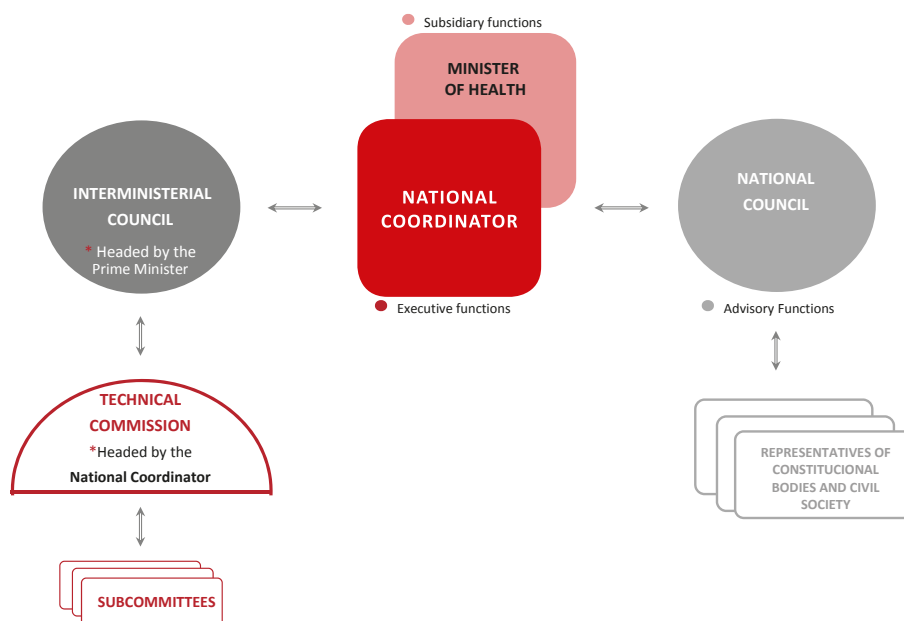 Subsidiary functions
MINISTER
OF HEALTH
INTERMINISTERIAL
COUNCIL
* Headed by the
Prime Minister
NATIONAL
COORDINATOR
NATIONAL
COUNCIL
Executive functions
Advisory Functions
TECHNICAL
COMMISSION
*Headed by the
National Coordinator
REPRESENTATIVES OF
CONSTITUCIONAL
BODIES AND CIVIL
SOCIETY
SUBCOMMITTEES